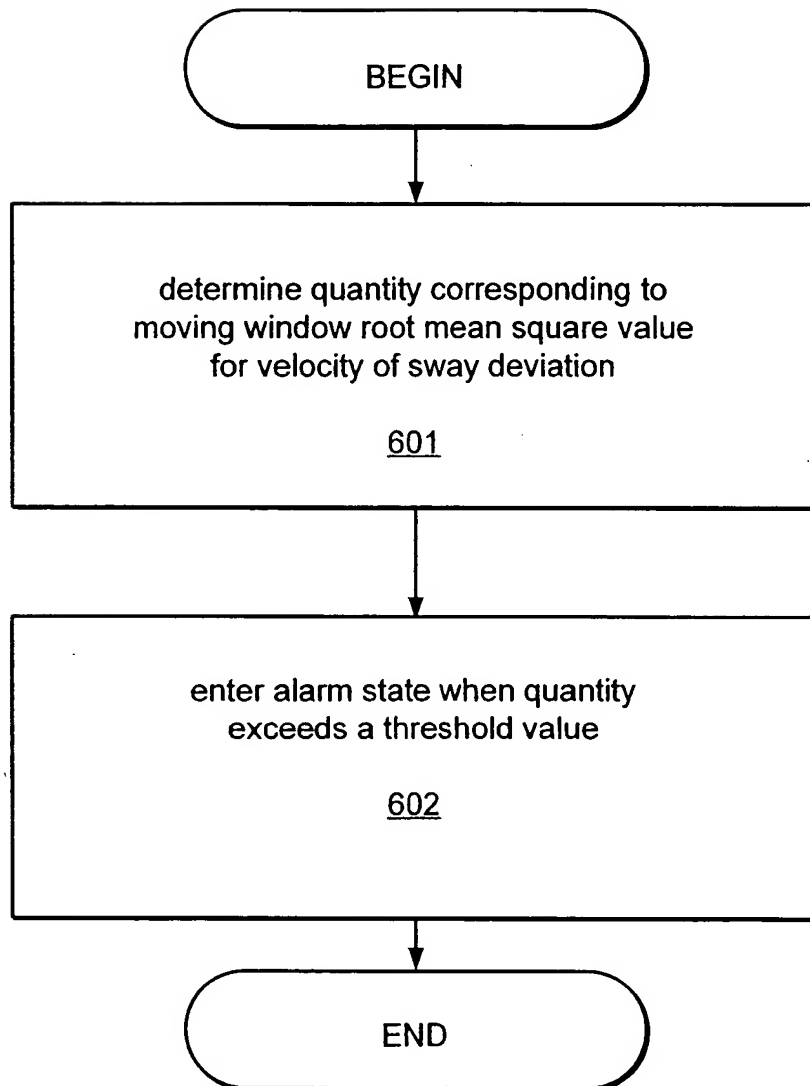 BEGIN
determine quantity corresponding to
moving window root mean square value
for velocity of sway deviation
601
enter alarm state when quantity
exceeds a threshold value
602
END